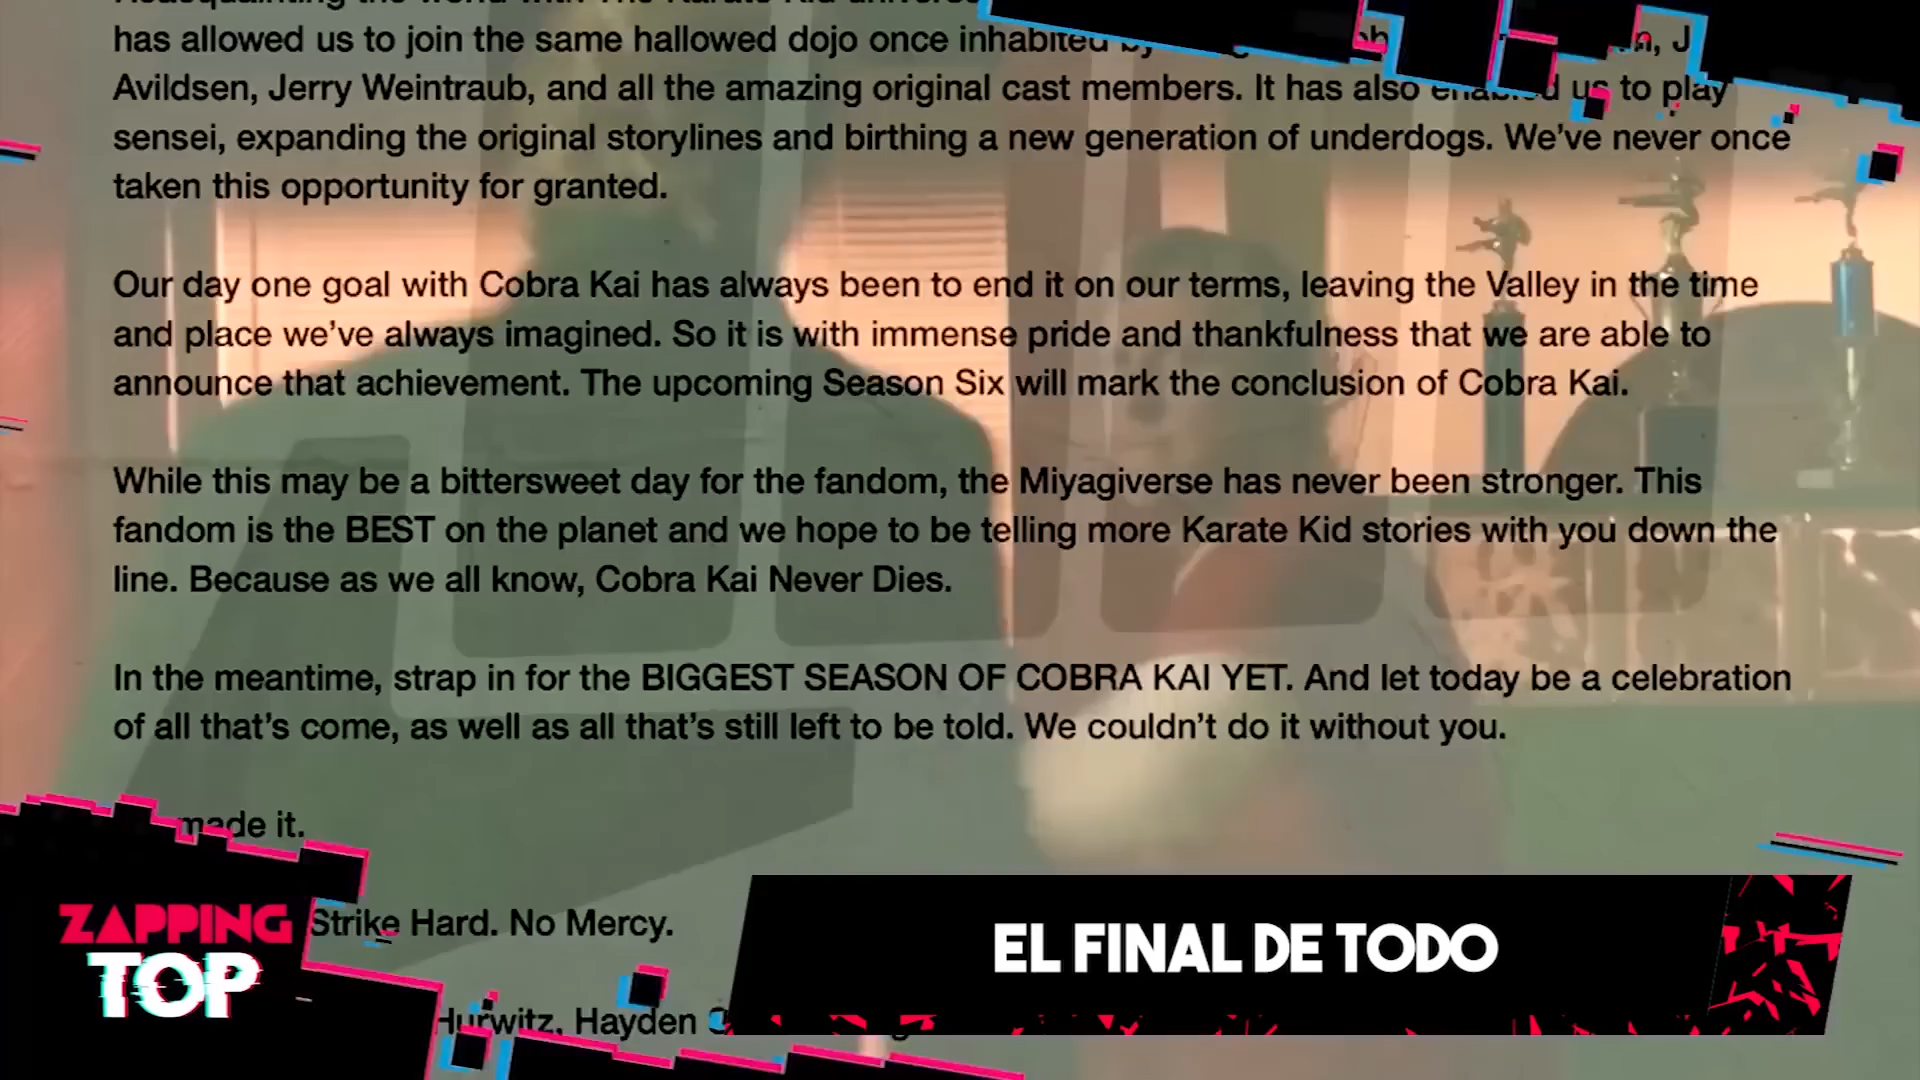 has allowed us to join the same hallowed dojo once inhabited by
Avildsen, Jerry Weintraub, and all the amazing original cast members. It has also enabled us to play
sensei, expanding the original storylines and birthing a new generation of underdogs. We've never once
taken this opportunity for granted.
Our day one goal with Cobra Kai has always been to end it on our terms, leaving the Valley in the time
and place we've always imagined. So it is with immense pride and thankfulness that we are able to
announce that achievement. The upcoming Season Six will mark the conclusion of Cobra Kai.
While this may be a bittersweet day for the fandom, the Miyagiverse has never been stronger. This
fandom is the BEST on the planet and we hope to be telling more Karate Kid stories with you down the
line. Because as we all know, Cobra Kai Never Dies.
In the meantime, strap in for the BIGGEST SEASON OF COBRA KAI YET. And let today be a celebration
of all that's come, as well as all that's still left to be told. We couldn't do it without you.
made it.
Strike Hard. No Mercy.
Hurwitz, Hayden
ZAPPING
TOP
EL FINAL DE TODO